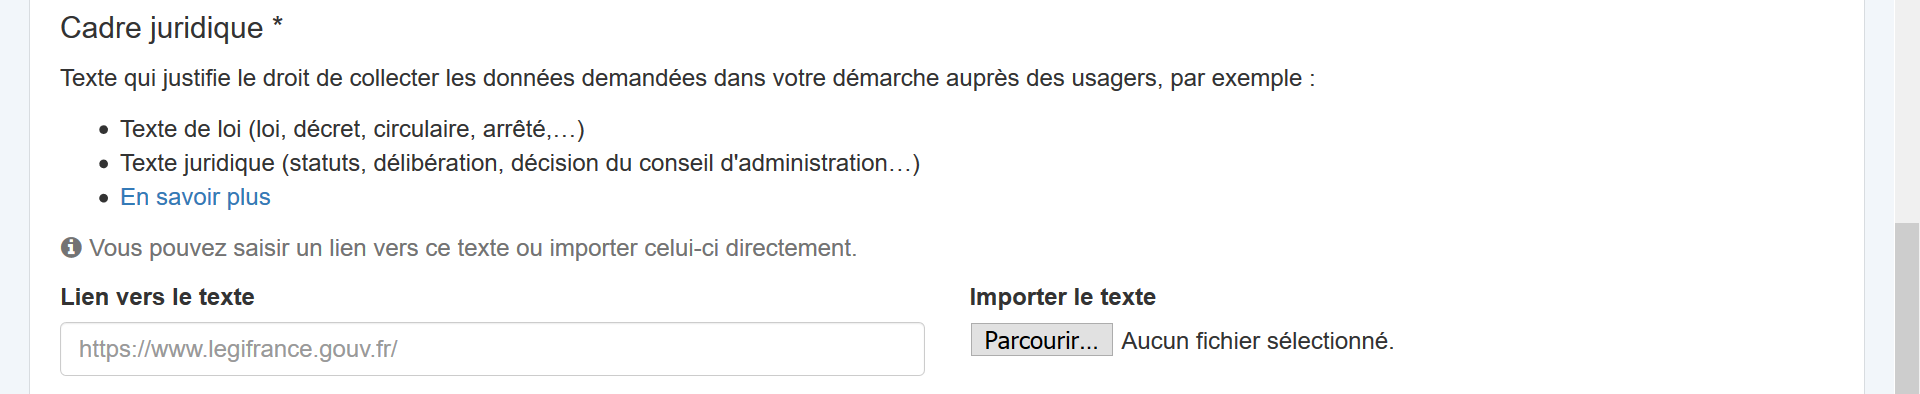 Cadre juridique *
Texte qui justifie le droit de collecter les données demandées dans votre démarche auprès des usagers, par exemple :
• Texte de loi (loi, décret, circulaire, arrêté,…)
• Texte juridique (statuts, délibération, décision du conseil d'administration…)
• En savoir plus
Vous pouvez saisir un lien vers ce texte ou importer celui-ci directement.
Lien vers le texte
https://www.legifrance.gouv.fr/
Importer le texte
Parcourir... Aucun fichier sélectionné.